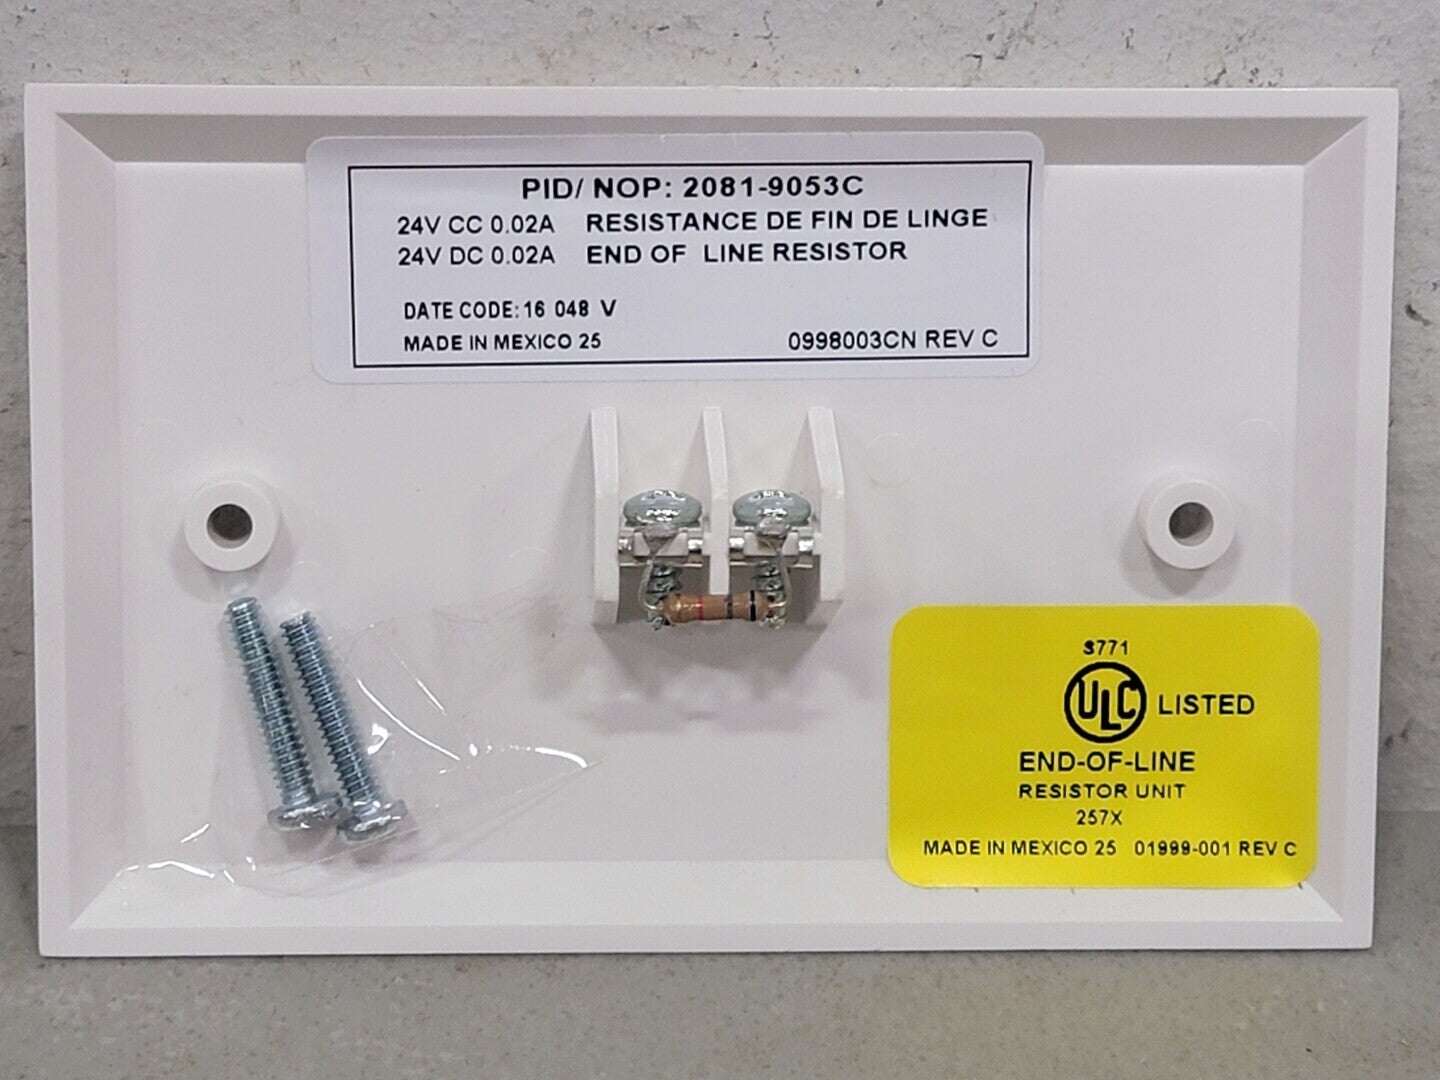 PID/ NOP: 2081-9053C
24V CC 0.02A RESISTANCE DE FIN DE LINGE
24V DC 0.02A END OF LINE RESISTOR
DATE CODE: 16 048 V
MADE IN MEXICO 25 0998003CN REV C
S771
ULC LISTED
END-OF-LINE
RESISTOR UNIT
257X
MADE IN MEXICO 25 01999-001 REV C